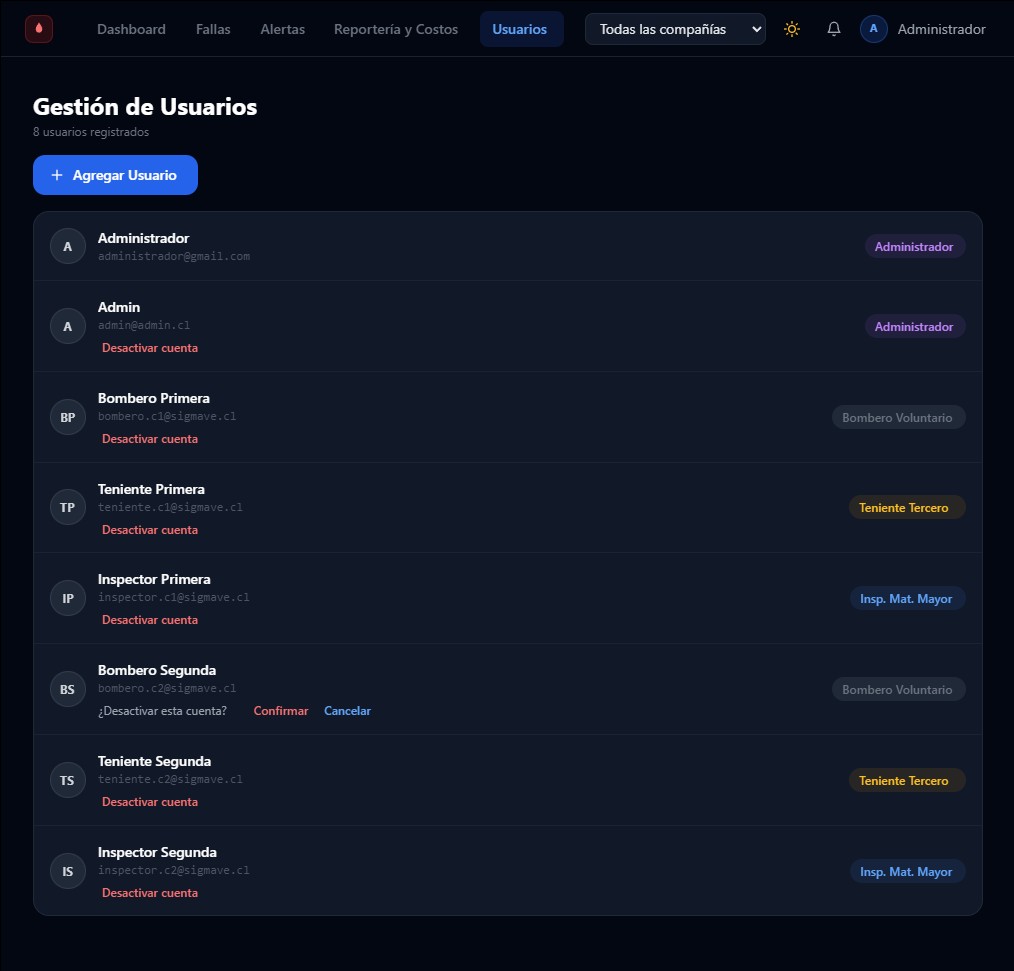 Dashboard Fallas Alertas Reportería y Costos Usuarios Todas las compañías A Administrador
Gestión de Usuarios
8 usuarios registrados
+ Agregar Usuario
A Administrador Administrador
administrador@gmail.com
A Admin Administrador
admin@admin.cl
Desactivar cuenta
BP Bombero Primera Bombero Voluntario
bombero.c1@sigmave.cl
Desactivar cuenta
TP Teniente Primera Teniente Tercero
teniente.c1@sigmave.cl
Desactivar cuenta
IP Inspector Primera Insp. Mat. Mayor
inspector.c1@sigmave.cl
Desactivar cuenta
BS Bombero Segunda Bombero Voluntario
bombero.c2@sigmave.cl
¿Desactivar esta cuenta? Confirmar Cancelar
TS Teniente Segunda Teniente Tercero
teniente.c2@sigmave.cl
Desactivar cuenta
IS Inspector Segunda Insp. Mat. Mayor
inspector.c2@sigmave.cl
Desactivar cuenta